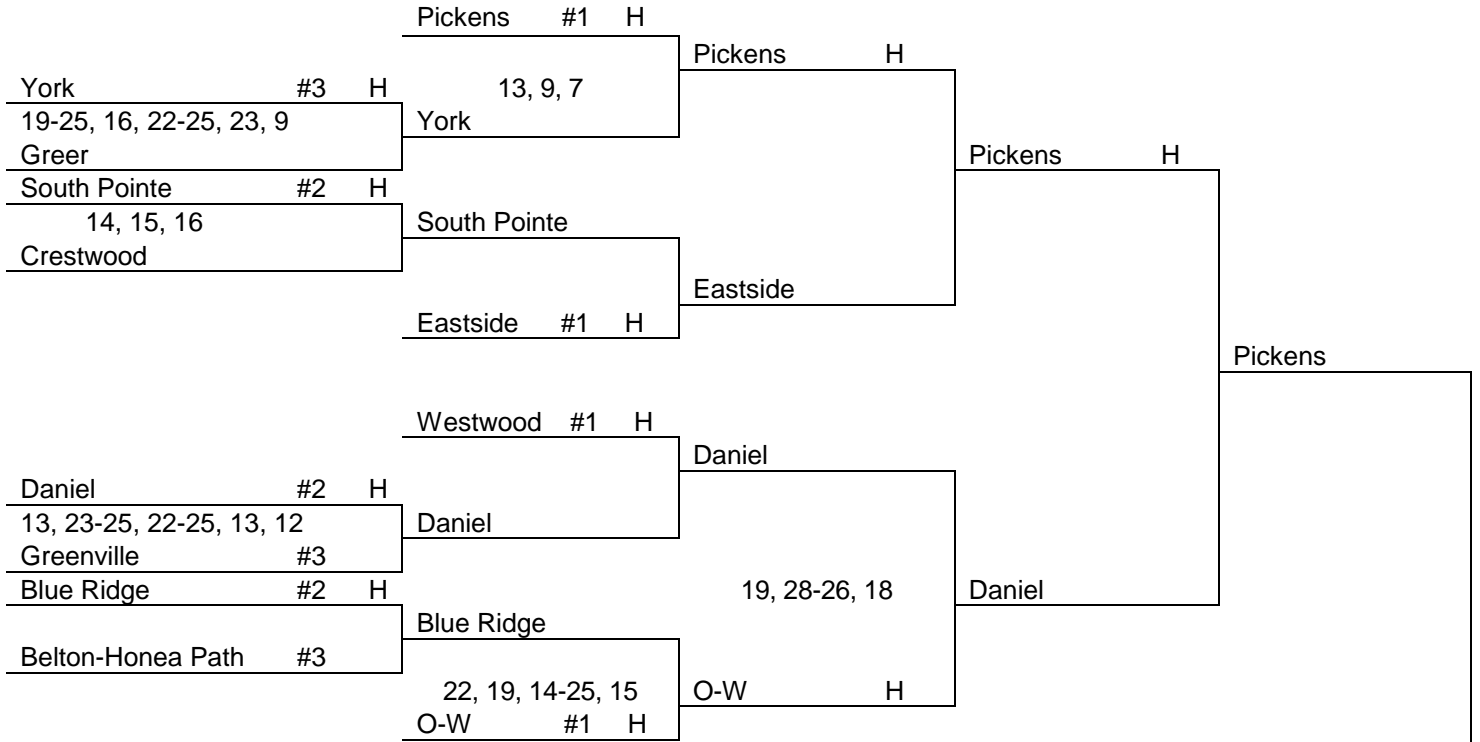 Pickens #1 H
Pickens H
York #3 H
13, 9, 7
19-25, 16, 22-25, 23, 9
York
Greer
Pickens H
South Pointe #2 H
14, 15, 16
South Pointe
Crestwood
Eastside
Eastside #1 H
Pickens
Westwood #1 H
Daniel
Daniel #2 H
13, 23-25, 22-25, 13, 12
Daniel
Greenville #3
Blue Ridge #2 H
19, 28-26, 18
Daniel
Blue Ridge
Belton-Honea Path #3
22, 19, 14-25, 15
O-W H
O-W #1 H